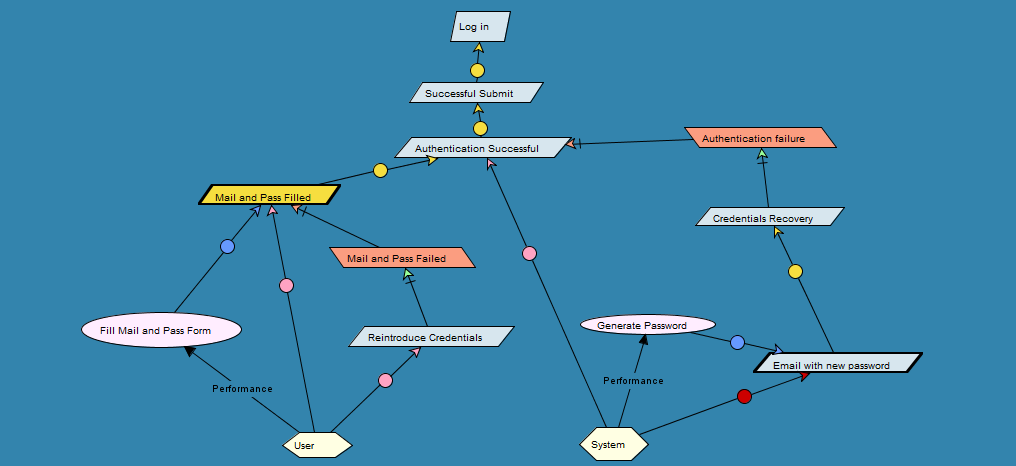 Log in
Successful Submit
Authentication Successful
Authentication failure
Mail and Pass Filled
Credentials Recovery
Mail and Pass Failed
Fill Mail and Pass Form
Reintroduce Credentials
Generate Password
Email with new password
Performance
Performance
User
System